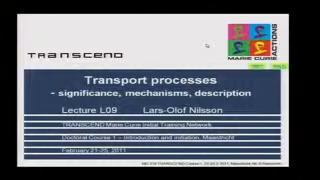 TRANSCEND
MARIE CURIE
ACTIONS
Transport processes
- significance, mechanisms, description
Lecture L09 Lars-Olof Nilsson
TRANSCEND Marie Curie Initial Training Network
Doctoral Course 1 – Introduction and initiation, Maastricht
February 21-25, 2011